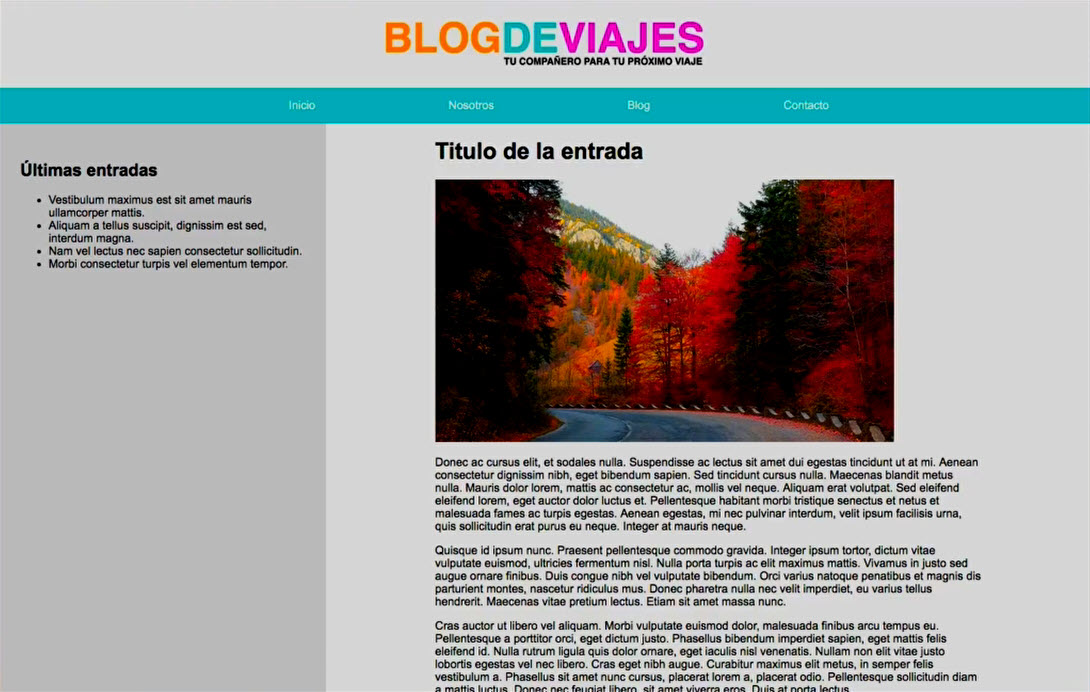 BLOGDEVIAJES
TU COMPAÑERO PARA TU PRÓXIMO VIAJE
Inicio
Nosotros
Blog
Contacto
Últimas entradas
Vestibulum maximus est sit amet mauris
ullamcorper mattis.
Aliquam a tellus suscipit, dignissim est sed,
interdum magna.
Nam vel lectus nec sapien consectetur sollicitudin.
Morbi consectetur turpis vel elementum tempor.
Titulo de la entrada
Donec ac cursus elit, et sodales nulla. Suspendisse ac lectus sit amet dui egestas tincidunt ut at mi. Aenean
consectetur dignissim nibh, eget bibendum sapien. Sed tincidunt cursus nulla. Maecenas blandit metus
nulla. Mauris dolor lorem, mattis ac consectetur ac, mollis vel neque. Aliquam erat volutpat. Sed eleifend
eleifend lorem, eget auctor dolor luctus et. Pellentesque habitant morbi tristique senectus et netus et
malesuada fames ac turpis egestas. Aenean egestas, mi nec pulvinar interdum, velit ipsum facilisis urna,
quis sollicitudin erat purus eu neque. Integer at mauris neque.
Quisque id ipsum nunc. Praesent pellentesque commodo gravida. Integer ipsum tortor, dictum vitae
vulputate euismod, ultricies fermentum nisl. Nulla porta turpis ac elit maximus mattis. Vivamus in justo sed
augue ornare finibus. Duis congue nibh vel vulputate bibendum. Orci varius natoque penatibus et magnis dis
parturient montes, nascetur ridiculus mus. Donec pharetra nulla nec velit imperdiet, eu varius tellus
hendrerit. Maecenas vitae pretium lectus. Etiam sit amet massa nunc.
Cras auctor ut libero vel aliquam. Morbi vulputate euismod dolor, malesuada finibus arcu tempus eu.
Pellentesque a porttitor orci, eget dictum justo. Phasellus bibendum imperdiet sapien, eget mattis felis
eleifend id. Nulla rutrum ligula quis dolor ornare, eget iaculis nisl venenatis. Nullam non elit vitae justo
lobortis egestas vel nec libero. Cras eget nibh augue. Curabitur maximus elit metus, in semper felis
vestibulum a. Phasellus sit amet nunc cursus, placerat lorem a, placerat odio. Pellentesque sollicitudin diam
a mattis luctus. Donec nec feugiat libero, sit amet viverra eros. Duis at porta lectus.